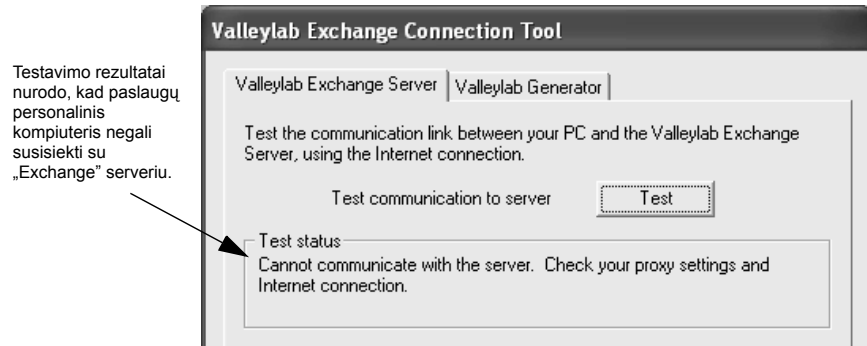 Valleylab Exchange Connection Tool
Testavimo rezultatai
nurodo, kad paslaugų
personalinis
kompiuteris negali
susisiekti su
„Exchange” serveriu.
Valleylab Exchange Server
Valleylab Generator
Test the communication link between your PC and the Valleylab Exchange
Server, using the Internet connection.
Test communication to server
Test
Test status
Cannot communicate with the server. Check your proxy settings and
Internet connection.